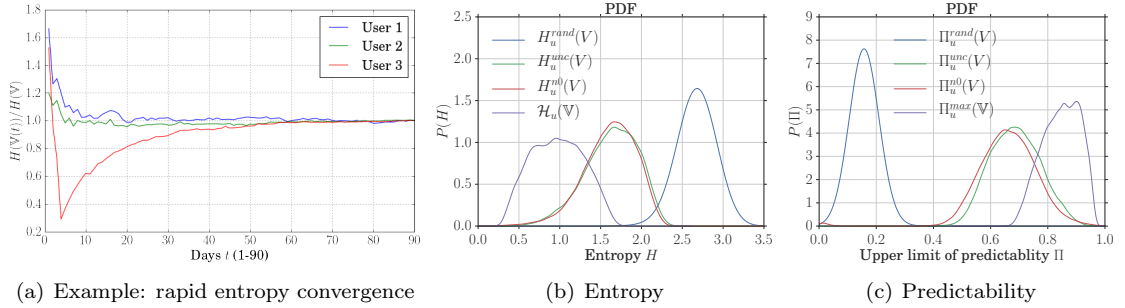 1.8
1.6
1.4
1.2
1.0
0.8
0.6
0.4
0.2
H(𝕍(t))/H(𝕍)
User 1
User 2
User 3
0 10 20 30 40 50 60 70 80 90
Days t (1-90)
(a) Example: rapid entropy convergence
PDF
2.5
2.0
1.5
1.0
0.5
0.0
P(H)
H_u^{rand}(V)
H_u^{unc}(V)
H_u^{n0}(V)
ℋ_u(𝕍)
0.0 0.5 1.0 1.5 2.0 2.5 3.0 3.5
Entropy H
(b) Entropy
PDF
9
8
7
6
5
4
3
2
1
0
P(Π)
Π_u^{rand}(V)
Π_u^{unc}(V)
Π_u^{n0}(V)
Π_u^{max}(𝕍)
0.0 0.2 0.4 0.6 0.8 1.0
Upper limit of predictablity Π
(c) Predictability